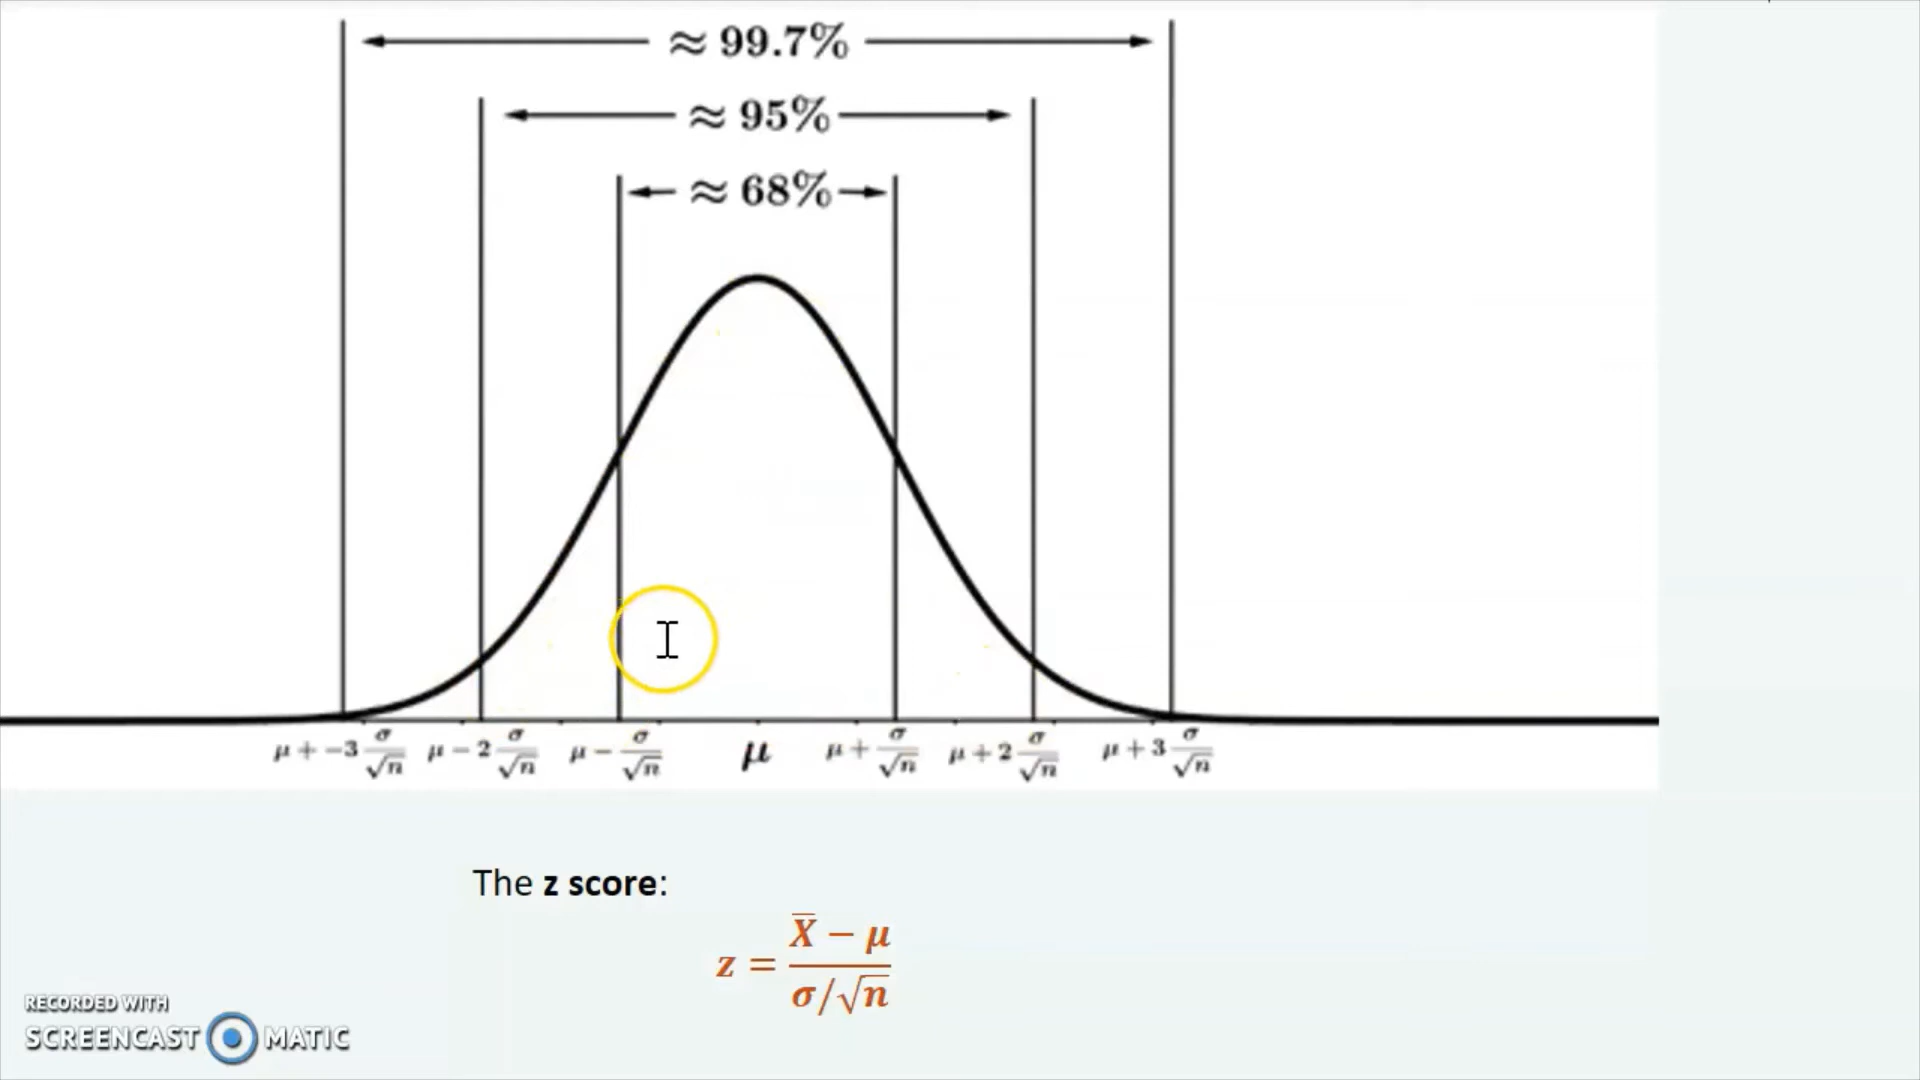 ≈ 99.7%
≈ 95%
≈ 68%
μ + −3 σ/√n μ − 2 σ/√n μ − σ/√n μ μ + σ/√n μ + 2 σ/√n μ + 3 σ/√n
The z score:
z = (X̄ − μ)/(σ/√n)
RECORDED WITH
SCREENCAST MATIC